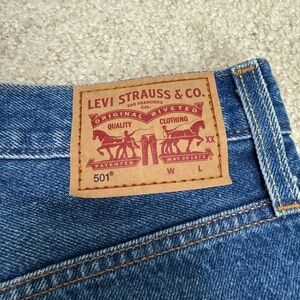 LEVI STRAUSS & CO.
SAN FRANCISCO
CAL.
ORIGINAL RIVETED
QUALITY CLOTHING
XX
PATENTED MAY 20 1873
501®
W L